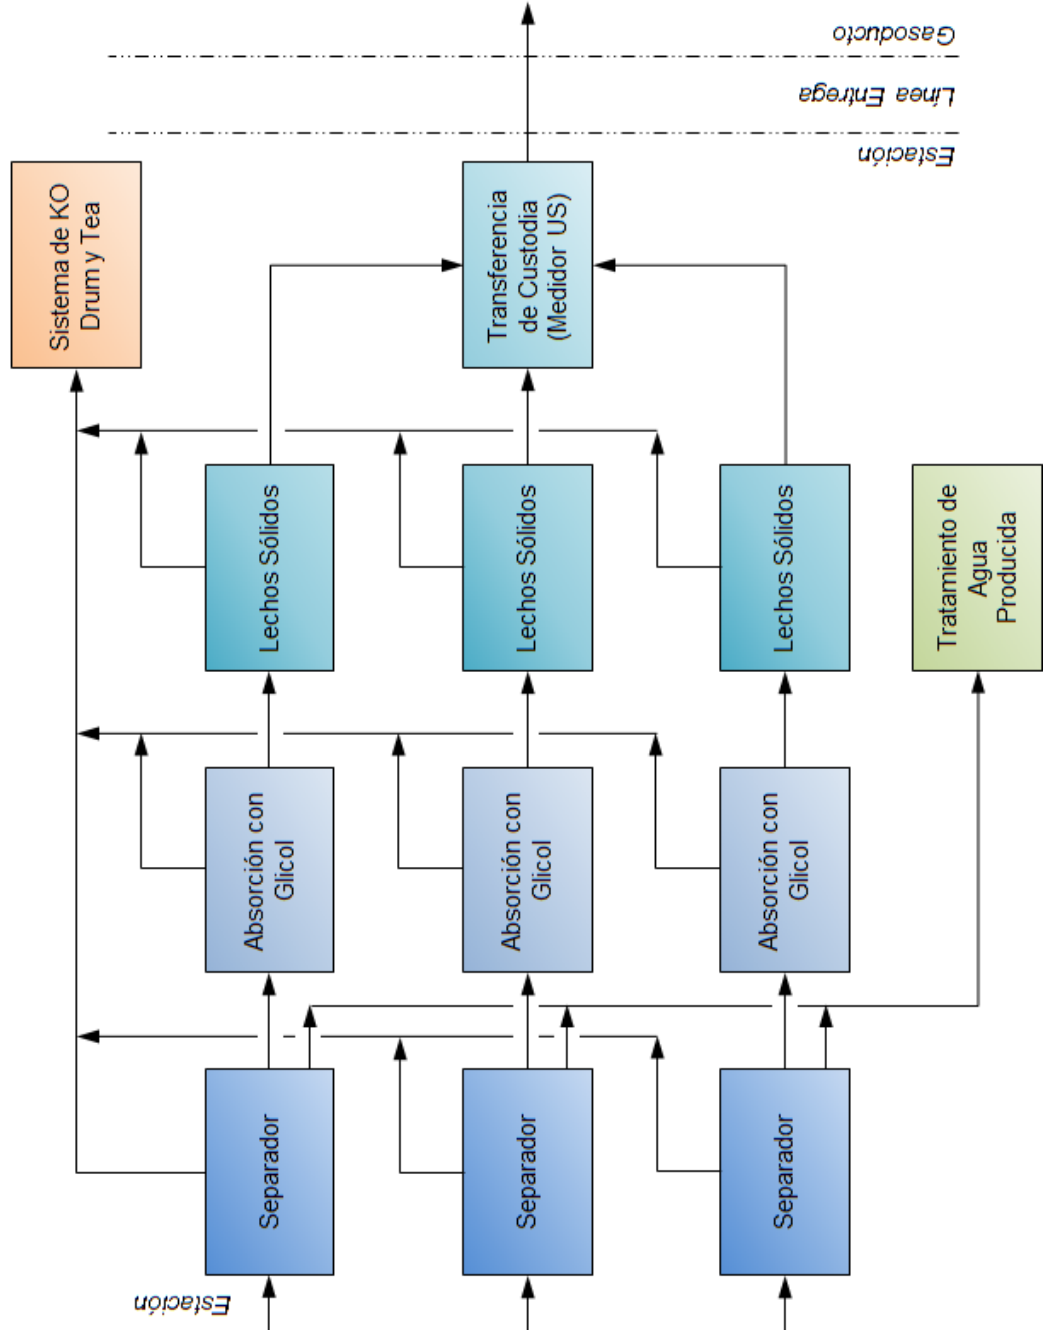 Gasoducto
Línea Entrega
Estación
Sistema de KO
Drum y Tea
Transferencia
de Custodia
(Medidor US)
Lechos Sólidos
Lechos Sólidos
Lechos Sólidos
Tratamiento de
Agua
Producida
Absorción con
Glicol
Absorción con
Glicol
Absorción con
Glicol
Separador
Separador
Separador
Estación